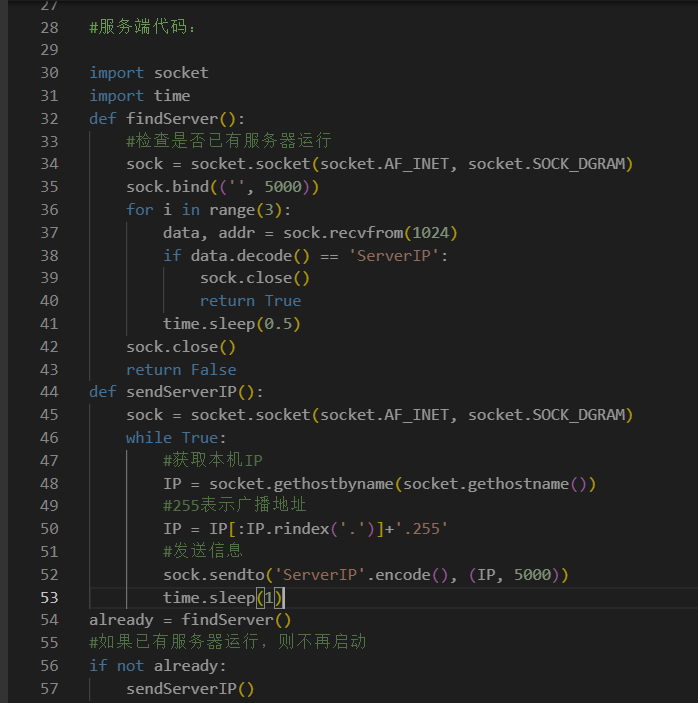 27
28 #服务端代码：
29
30 import socket
31 import time
32 def findServer():
33     #检查是否已有服务器运行
34     sock = socket.socket(socket.AF_INET, socket.SOCK_DGRAM)
35     sock.bind(('', 5000))
36     for i in range(3):
37         data, addr = sock.recvfrom(1024)
38         if data.decode() == 'ServerIP':
39             sock.close()
40             return True
41         time.sleep(0.5)
42     sock.close()
43     return False
44 def sendServerIP():
45     sock = socket.socket(socket.AF_INET, socket.SOCK_DGRAM)
46     while True:
47         #获取本机IP
48         IP = socket.gethostbyname(socket.gethostname())
49         #255表示广播地址
50         IP = IP[:IP.rindex('.')]+'.255'
51         #发送信息
52         sock.sendto('ServerIP'.encode(), (IP, 5000))
53         time.sleep(1)
54 already = findServer()
55 #如果已有服务器运行，则不再启动
56 if not already:
57     sendServerIP()